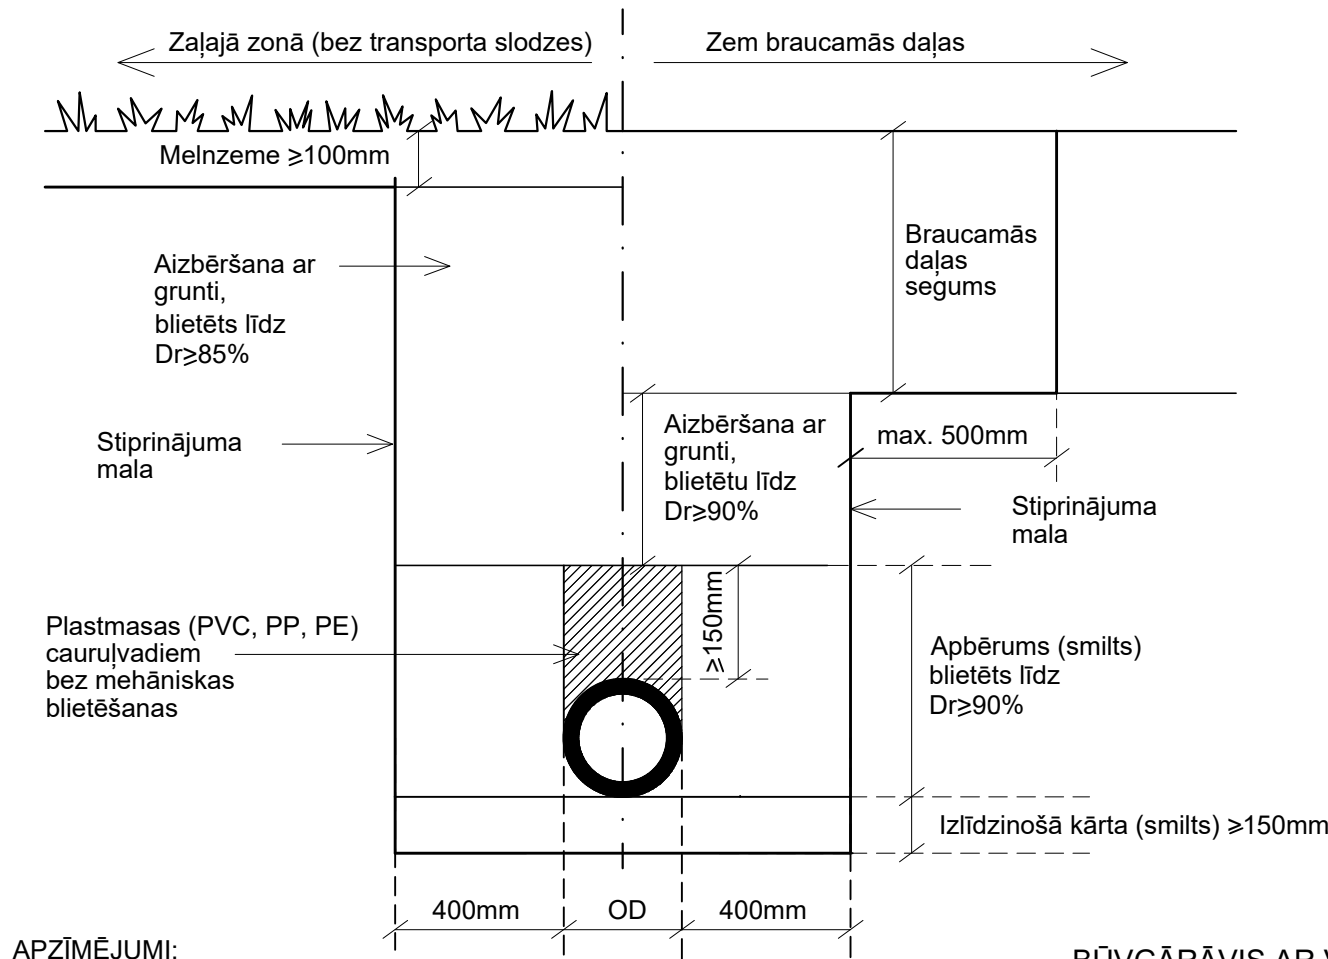 Zaļajā zonā (bez transporta slodzes)
Zem braucamās daļas
Melnzeme ⩾100mm
Braucamās
daļas
segums
Aizbēršana ar
grunti,
blietēts līdz
Dr⩾85%
Stiprinājuma
mala
Aizbēršana ar
grunti,
blietētu līdz
Dr⩾90%
max. 500mm
Stiprinājuma
mala
⩾150mm
Plastmasas (PVC, PP, PE)
cauruļvadiem
bez mehāniskas
blietēšanas
Apbērums (smilts)
blietēts līdz
Dr⩾90%
Izlīdzinošā kārta (smilts) ⩾150mm
400mm
OD
400mm
APZĪMĒJUMI:
BŪVGĀRĀVIS AR